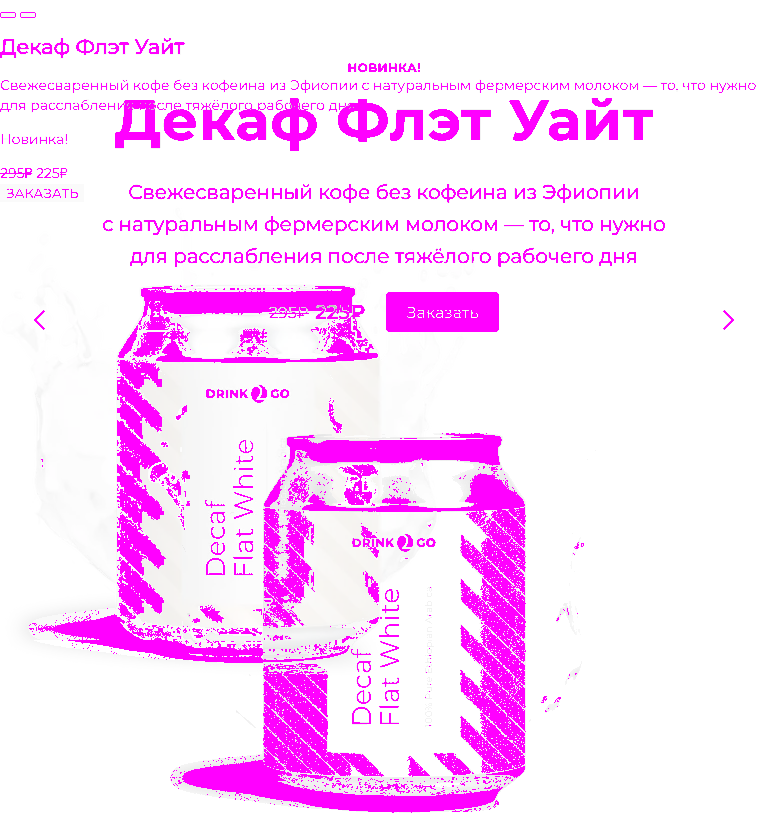 Декаф Флэт Уайт
НОВИНКА!
Свежесваренный кофе без кофеина из Эфиопии с натуральным фермерским молоком — то, что нужно
для расслабления после тяжёлого рабочего дня
Декаф Флэт Уайт
Новинка!
295₽ 225₽
ЗАКАЗАТЬ
Свежесваренный кофе без кофеина из Эфиопии
с натуральным фермерским молоком — то, что нужно
для расслабления после тяжёлого рабочего дня
295₽ 225₽ Заказать
DRINK 2 GO
Decaf
Flat White
DRINK 2 GO
Decaf
Flat White